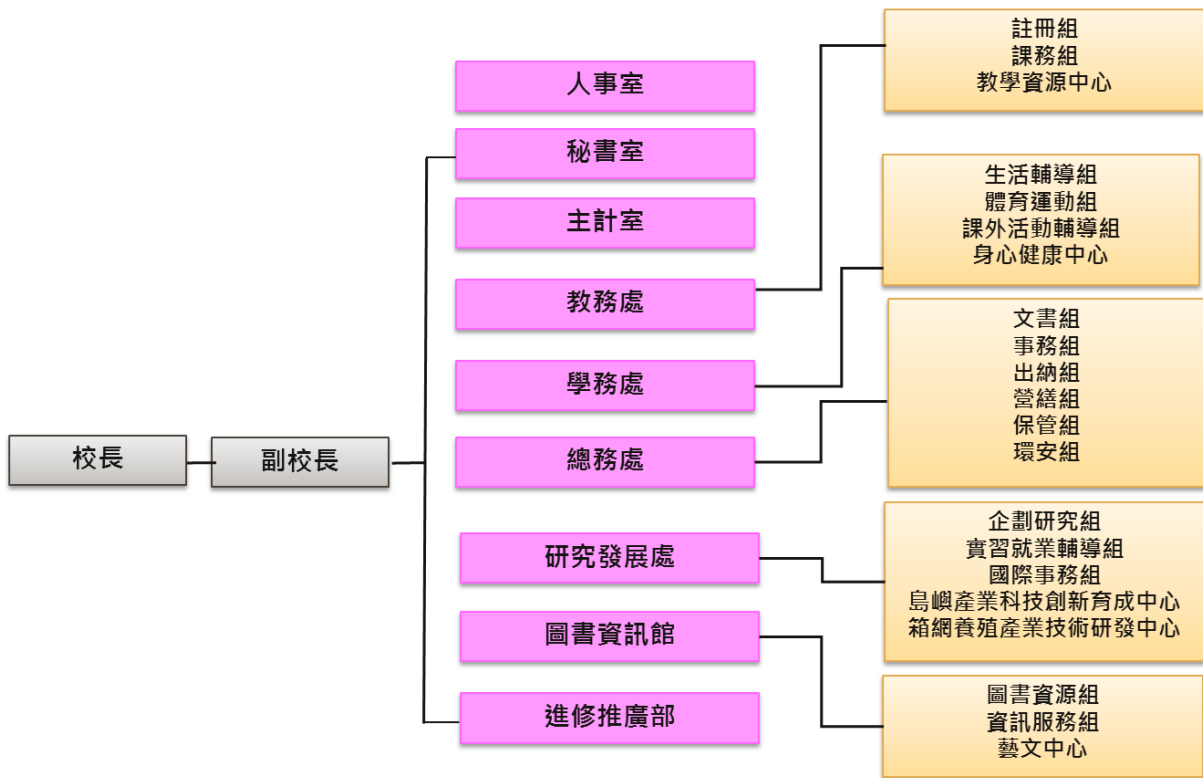 校長
副校長
人事室
秘書室
主計室
教務處
學務處
總務處
研究發展處
圖書資訊館
進修推廣部
註冊組
課務組
教學資源中心
生活輔導組
體育運動組
課外活動輔導組
身心健康中心
文書組
事務組
出納組
營繕組
保管組
環安組
企劃研究組
實習就業輔導組
國際事務組
島嶼產業科技創新育成中心
箱網養殖產業技術研發中心
圖書資源組
資訊服務組
藝文中心